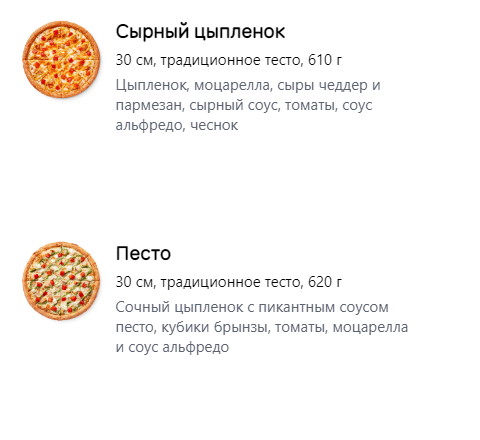 Сырный цыпленок
30 см, традиционное тесто, 610 г
Цыпленок, моцарелла, сыры чеддер и
пармезан, сырный соус, томаты, соус
альфредо, чеснок
Песто
30 см, традиционное тесто, 620 г
Сочный цыпленок с пикантным соусом
песто, кубики брынзы, томаты, моцарелла
и соус альфредо